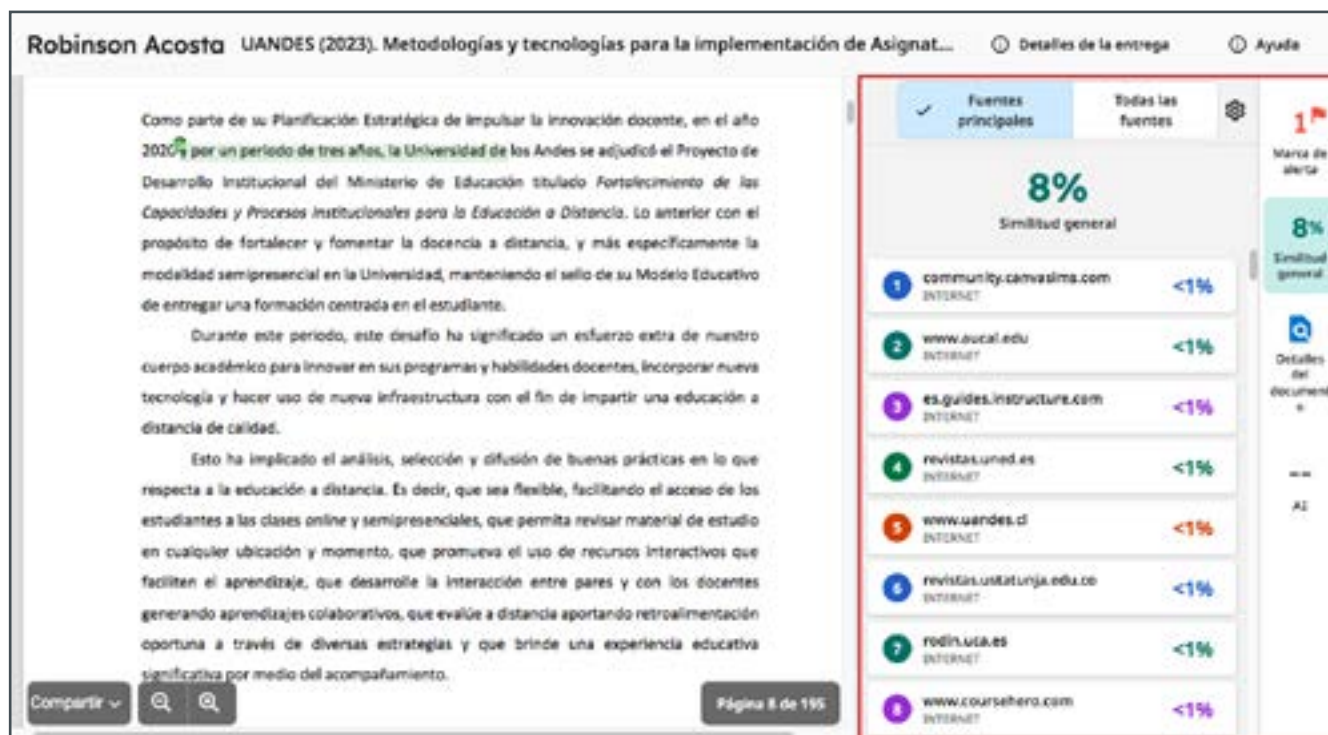 Robinson Acosta UANDES (2023). Metodologías y tecnologías para la implementación de Asignat... Detalles de la entrega Ayuda
Como parte de su Planificación Estratégica de impulsar la innovación docente, en el año
2020 por un periodo de tres años, la Universidad de los Andes se adjudicó el Proyecto de
Desarrollo Institucional del Ministerio de Educación titulado Fortalecimiento de las
Capacidades y Procesos Institucionales para la Educación a Distancia. Lo anterior con el
propósito de fortalecer y fomentar la docencia a distancia, y más específicamente la
modalidad semipresencial en la Universidad, manteniendo el sello de su Modelo Educativo
de entregar una formación centrada en el estudiante.
Durante este periodo, este desafío ha significado un esfuerzo extra de nuestro
cuerpo académico para innovar en sus programas y habilidades docentes, incorporar nueva
tecnología y hacer uso de nueva infraestructura con el fin de impartir una educación a
distancia de calidad.
Esto ha implicado el análisis, selección y difusión de buenas prácticas en lo que
respecta a la educación a distancia. Es decir, que sea flexible, facilitando el acceso de los
estudiantes a las clases online y semipresenciales, que permita revisar material de estudio
en cualquier ubicación y momento, que promueva el uso de recursos interactivos que
faciliten el aprendizaje, que desarrolle la interacción entre pares y con los docentes
generando aprendizajes colaborativos, que evalúe a distancia aportando retroalimentación
oportuna a través de diversas estrategias y que brinde una experiencia educativa
significativa por medio del acompañamiento.
Compartir
Página 8 de 195
Fuentes
principales
Todas las
fuentes
8%
Similitud general
1 community.canvaslms.com <1%
INTERNET
2 www.aucal.edu <1%
INTERNET
3 es.guides.instructure.com <1%
INTERNET
4 revistas.uned.es <1%
INTERNET
5 www.uandes.cl <1%
INTERNET
6 revistas.ustatunja.edu.co <1%
INTERNET
7 rodin.uca.es <1%
INTERNET
8 www.coursehero.com <1%
INTERNET
1
Marca de
alerta
8%
Similitud
general
Detalles
del
document
o
--
AI